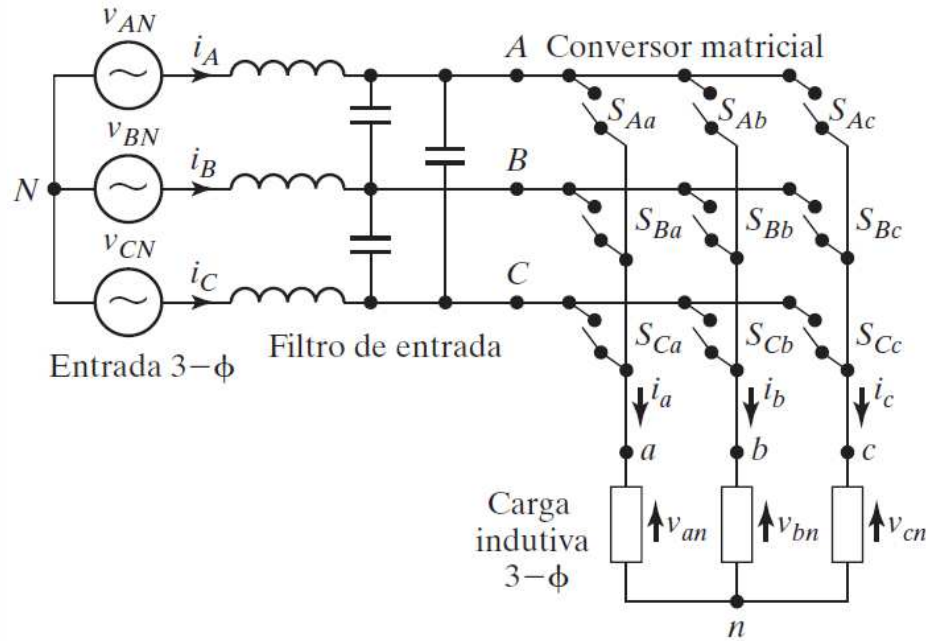 v_AN
i_A
A Conversor matricial
S_Aa S_Ab S_Ac
v_BN
i_B
B
N
S_Ba S_Bb S_Bc
v_CN
i_C
C
Entrada 3−ϕ
Filtro de entrada
S_Ca S_Cb S_Cc
i_a i_b i_c
a b c
Carga
indutiva
3−ϕ
v_an v_bn v_cn
n